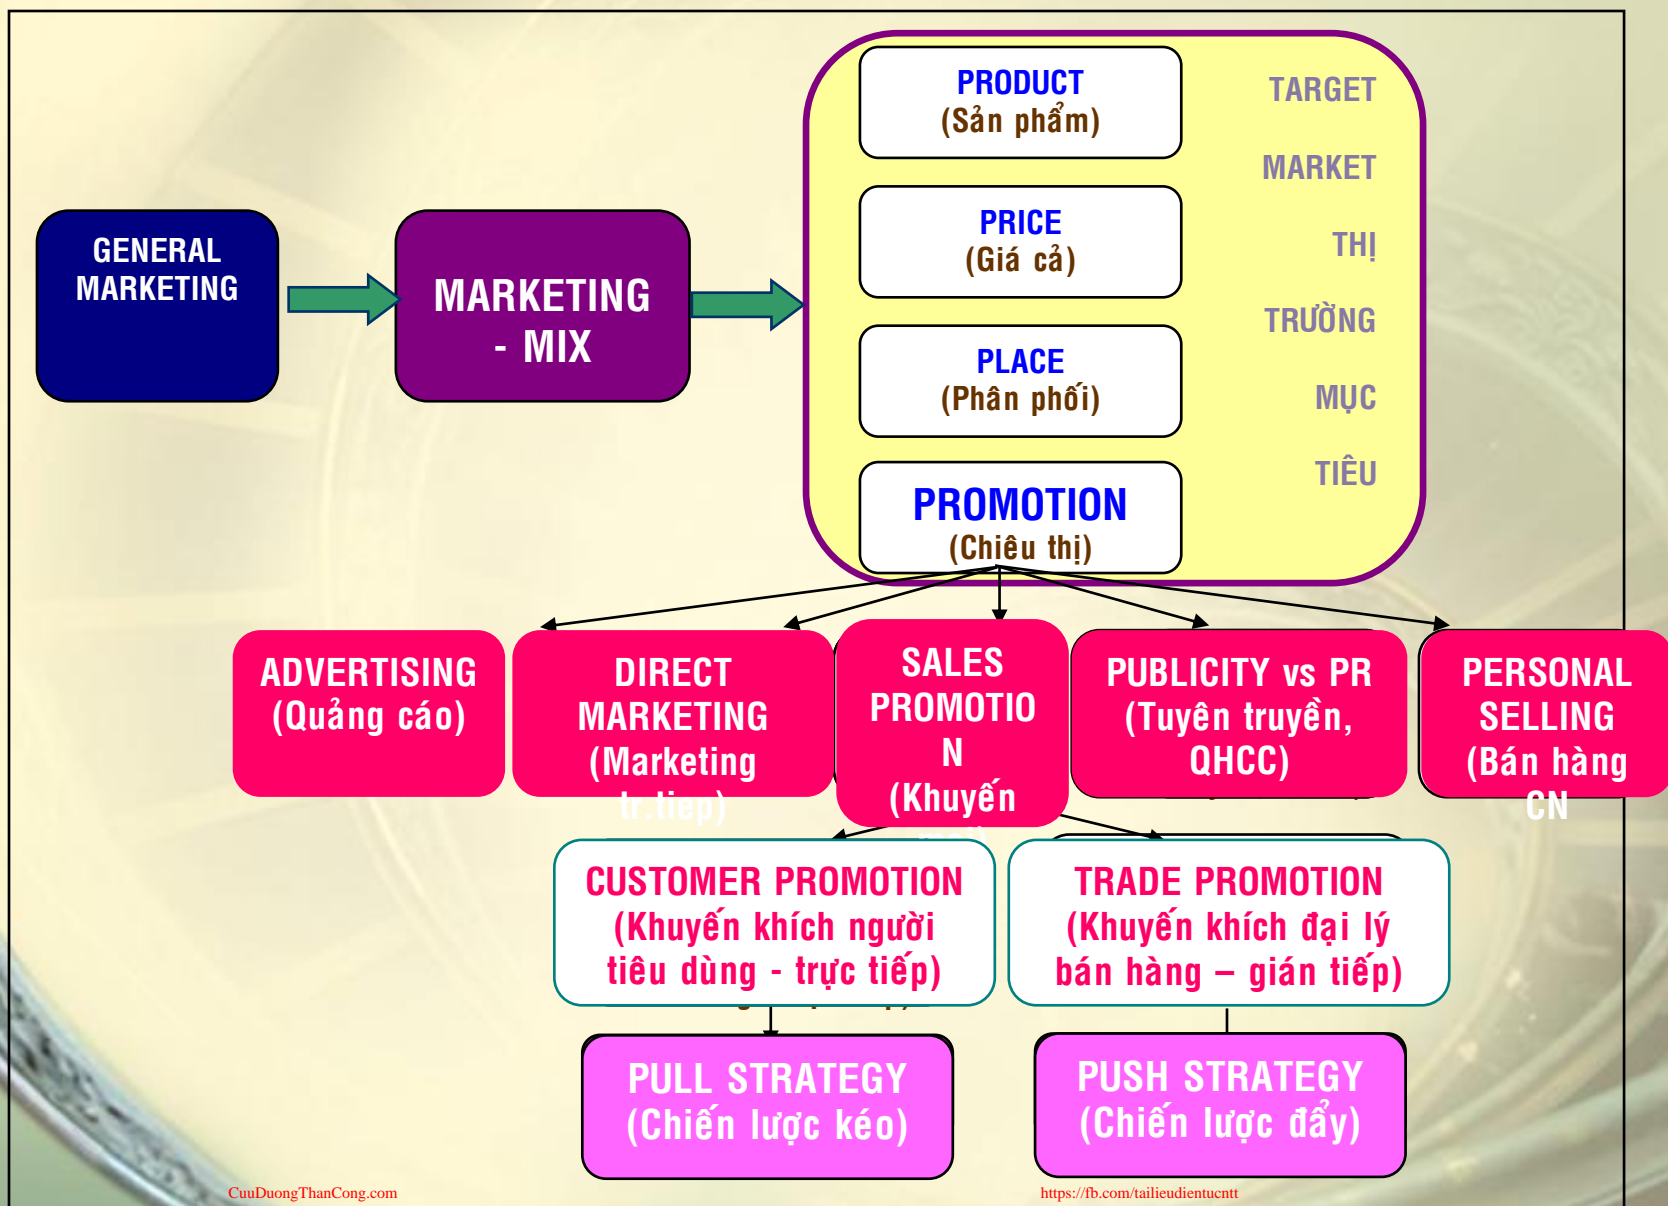 GENERAL
MARKETING
MARKETING
- MIX
PRODUCT
(Sản phẩm)
PRICE
(Giá cả)
PLACE
(Phân phối)
PROMOTION
(Chiêu thị)
TARGET
MARKET
THỊ
TRƯỜNG
MỤC
TIÊU
ADVERTISING
(Quảng cáo)
DIRECT
MARKETING
(Marketing
tr.tiep)
SALES
PROMOTIO
N
(Khuyến
PUBLICITY vs PR
(Tuyên truyền,
QHCC)
PERSONAL
SELLING
(Bán hàng
CN
CUSTOMER PROMOTION
(Khuyến khích người
tiêu dùng - trực tiếp)
TRADE PROMOTION
(Khuyến khích đại lý
bán hàng – gián tiếp)
PULL STRATEGY
(Chiến lược kéo)
PUSH STRATEGY
(Chiến lược đẩy)
CuuDuongThanCong.com
https://fb.com/tailieudientucntt